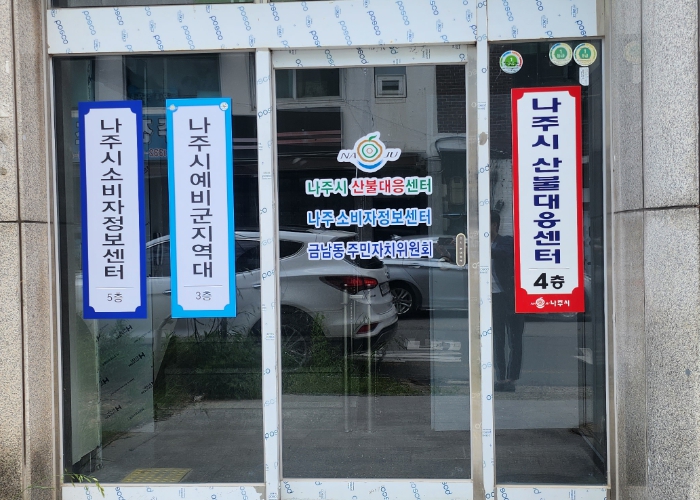 나주시소비자정보센터
5층
나주시예비군지역대
3층
NA JU
나주시 산불대응센터
나주 소비자정보센터
금남동 주민자치위원회
나주시 산불대응센터
4층
나주시
posco